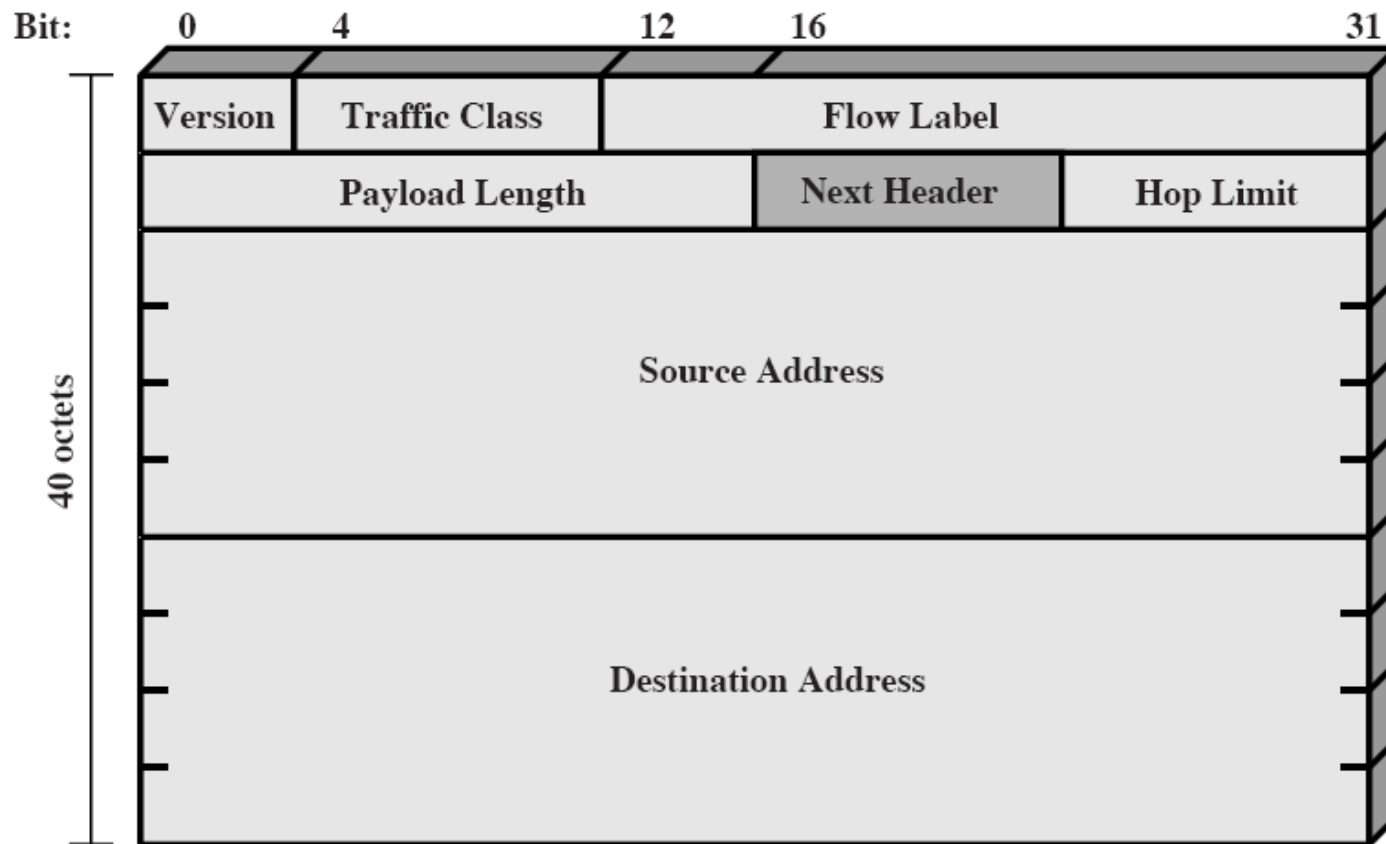 Bit: 0 4 12 16 31
Version Traffic Class Flow Label
Payload Length Next Header Hop Limit
Source Address
40 octets
Destination Address